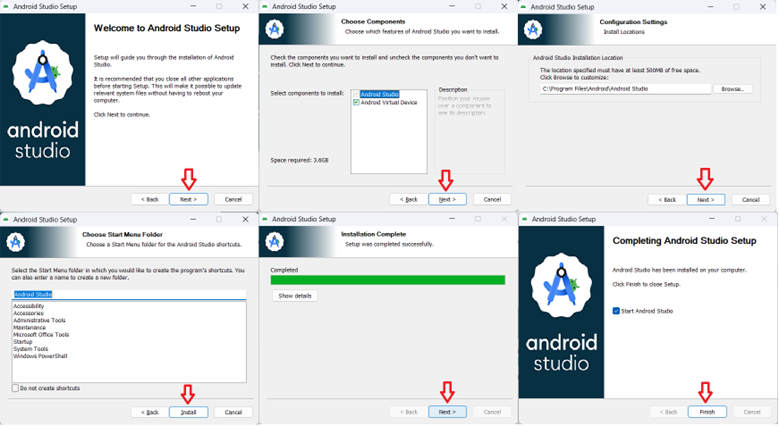 Android Studio Setup
Welcome to Android Studio Setup
Setup will guide you through the installation of Android
Studio.
It is recommended that you close all other applications
before starting Setup. This will make it possible to update
relevant system files without having to reboot your
computer.
Click Next to continue.
android
studio
< Back
Next >
Cancel
Android Studio Setup
Choose Components
Choose which features of Android Studio you want to install.
Check the components you want to install and uncheck the components you don't want to
install. Click Next to continue.
Select components to install:
Android Studio
Android Virtual Device
Description
Position your mouse
over a component to
see its description.
Space required: 3.6GB
< Back
Next >
Cancel
Android Studio Setup
Configuration Settings
Install Locations
Android Studio Installation Location
The location specified must have at least 500MB of free space.
Click Browse to customize:
C:\Program Files\Android\Android Studio
Browse...
< Back
Next >
Cancel
Android Studio Setup
Choose Start Menu Folder
Choose a Start Menu folder for the Android Studio shortcuts.
Select the Start Menu folder in which you would like to create the program's shortcuts. You
can also enter a name to create a new folder.
Android Studio
Accessibility
Accessories
Administrative Tools
Maintenance
Microsoft Office Tools
Startup
System Tools
Windows PowerShell
Do not create shortcuts
< Back
Install
Cancel
Android Studio Setup
Installation Complete
Setup was completed successfully.
Completed
Show details
< Back
Next >
Cancel
Android Studio Setup
Completing Android Studio Setup
Android Studio has been installed on your computer.
Click Finish to close Setup.
Start Android Studio
android
studio
< Back
Finish
Cancel